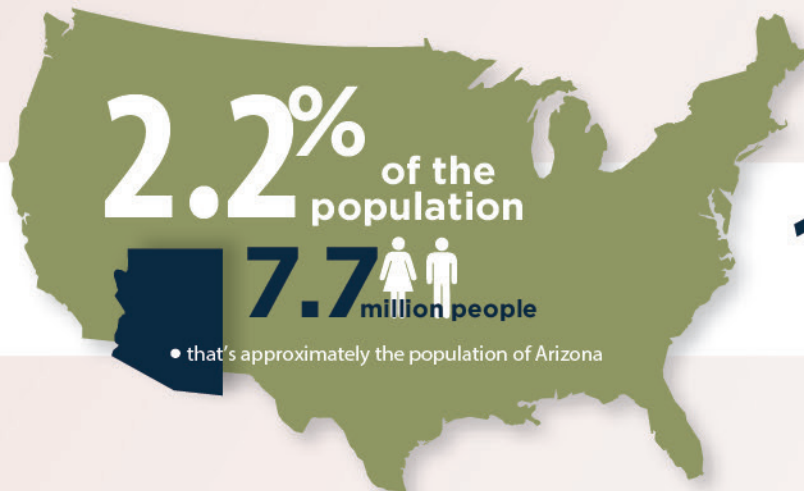 2.2% of the
population
7.7 million people
• that's approximately the population of Arizona